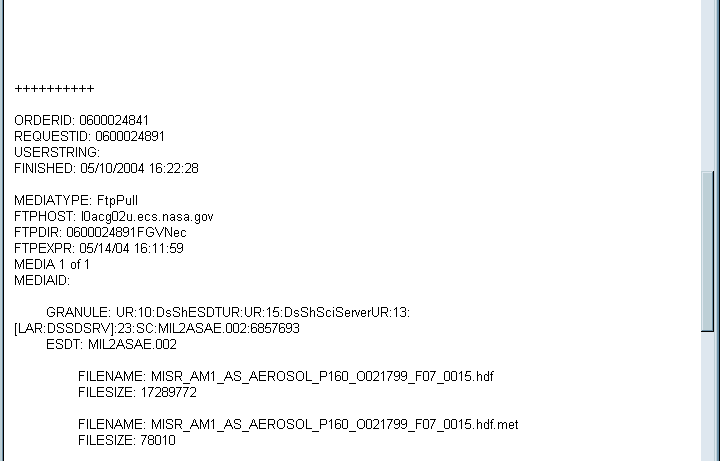 ++++++++++
ORDERID: 0600024841
REQUESTID: 0600024891
USERSTRING:
FINISHED: 05/10/2004 16:22:28
MEDIATYPE: FtpPull
FTPHOST: l0acg02u.ecs.nasa.gov
FTPDIR: 0600024891FGVNec
FTPEXPR: 05/14/04 16:11:59
MEDIA 1 of 1
MEDIAID:
GRANULE: UR:10:DsShESDTUR:UR:15:DsShSciServerUR:13:
[LAR:DSSDSRV]:23:SC:MIL2ASAE.002:6857693
ESDT: MIL2ASAE.002
FILENAME: MISR_AM1_AS_AEROSOL_P160_O021799_F07_0015.hdf
FILESIZE: 17289772
FILENAME: MISR_AM1_AS_AEROSOL_P160_O021799_F07_0015.hdf.met
FILESIZE: 78010